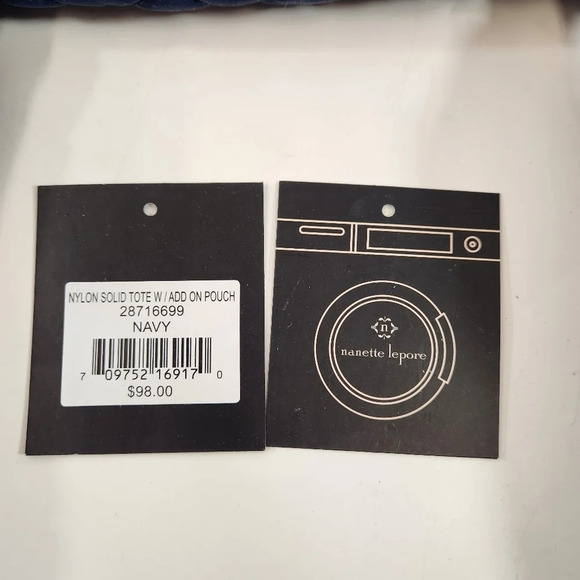 NYLON SOLID TOTE W / ADD ON POUCH
28716699
NAVY
7 09752 16917 0
$98.00
n
nanette lepore